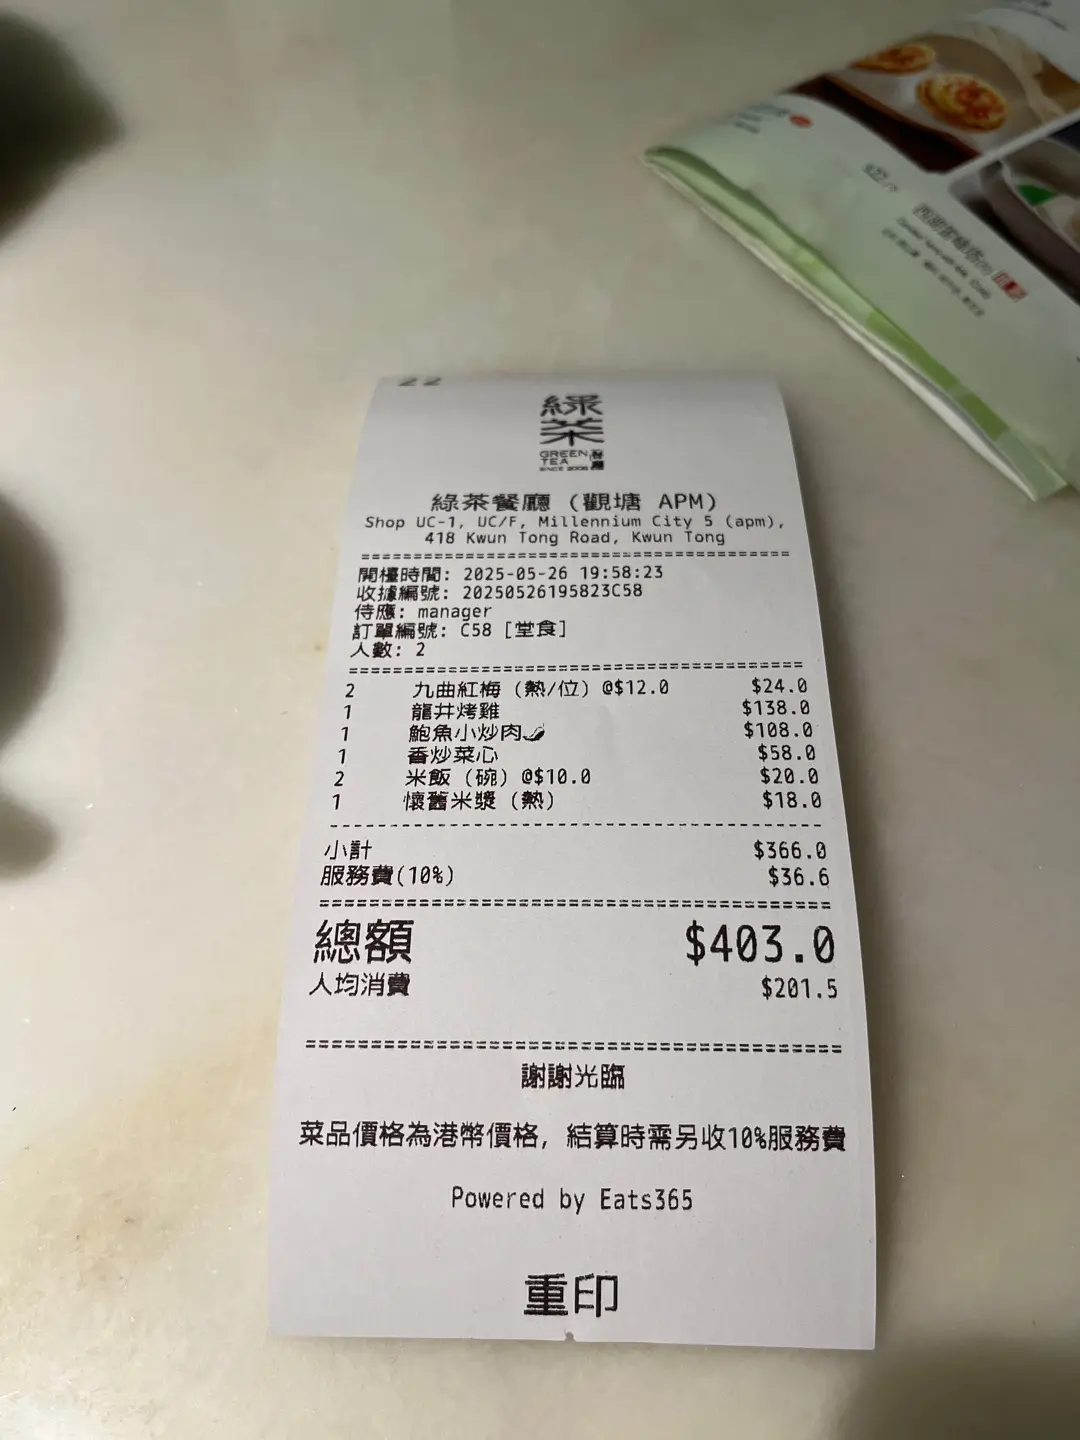 22
綠茶
GREEN TEA 餐廳
SINCE 2008
綠茶餐廳 (觀塘 APM)
Shop UC-1, UC/F, Millennium City 5 (apm),
418 Kwun Tong Road, Kwun Tong
開檯時間: 2025-05-26 19:58:23
收據編號: 20250526195823C58
侍應: manager
訂單編號: C58 [堂食]
人數: 2
2 九曲紅梅 (熱/位) @$12.0 $24.0
1 龍井烤雞 $138.0
1 鮑魚小炒肉🌶 $108.0
1 香炒菜心 $58.0
2 米飯 (碗) @$10.0 $20.0
1 懷舊米漿 (熱) $18.0
小計 $366.0
服務費(10%) $36.6
總額 $403.0
人均消費 $201.5
謝謝光臨
菜品價格為港幣價格, 結算時需另收10%服務費
Powered by Eats365
重印